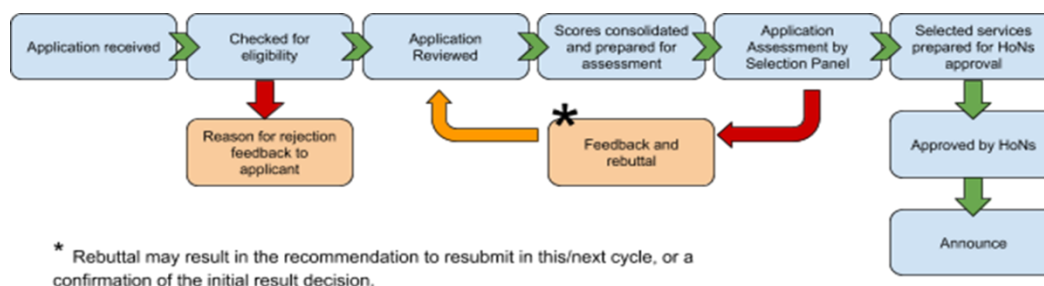 Application received
Checked for
eligibility
Application
Reviewed
Scores consolidated
and prepared for
assessment
Application
Assessment by
Selection Panel
Selected services
prepared for HoNs
approval
Reason for rejection
feedback to
applicant
*
Feedback and
rebuttal
Approved by HoNs
Announce
* Rebuttal may result in the recommendation to resubmit in this/next cycle, or a
confirmation of the initial result decision.